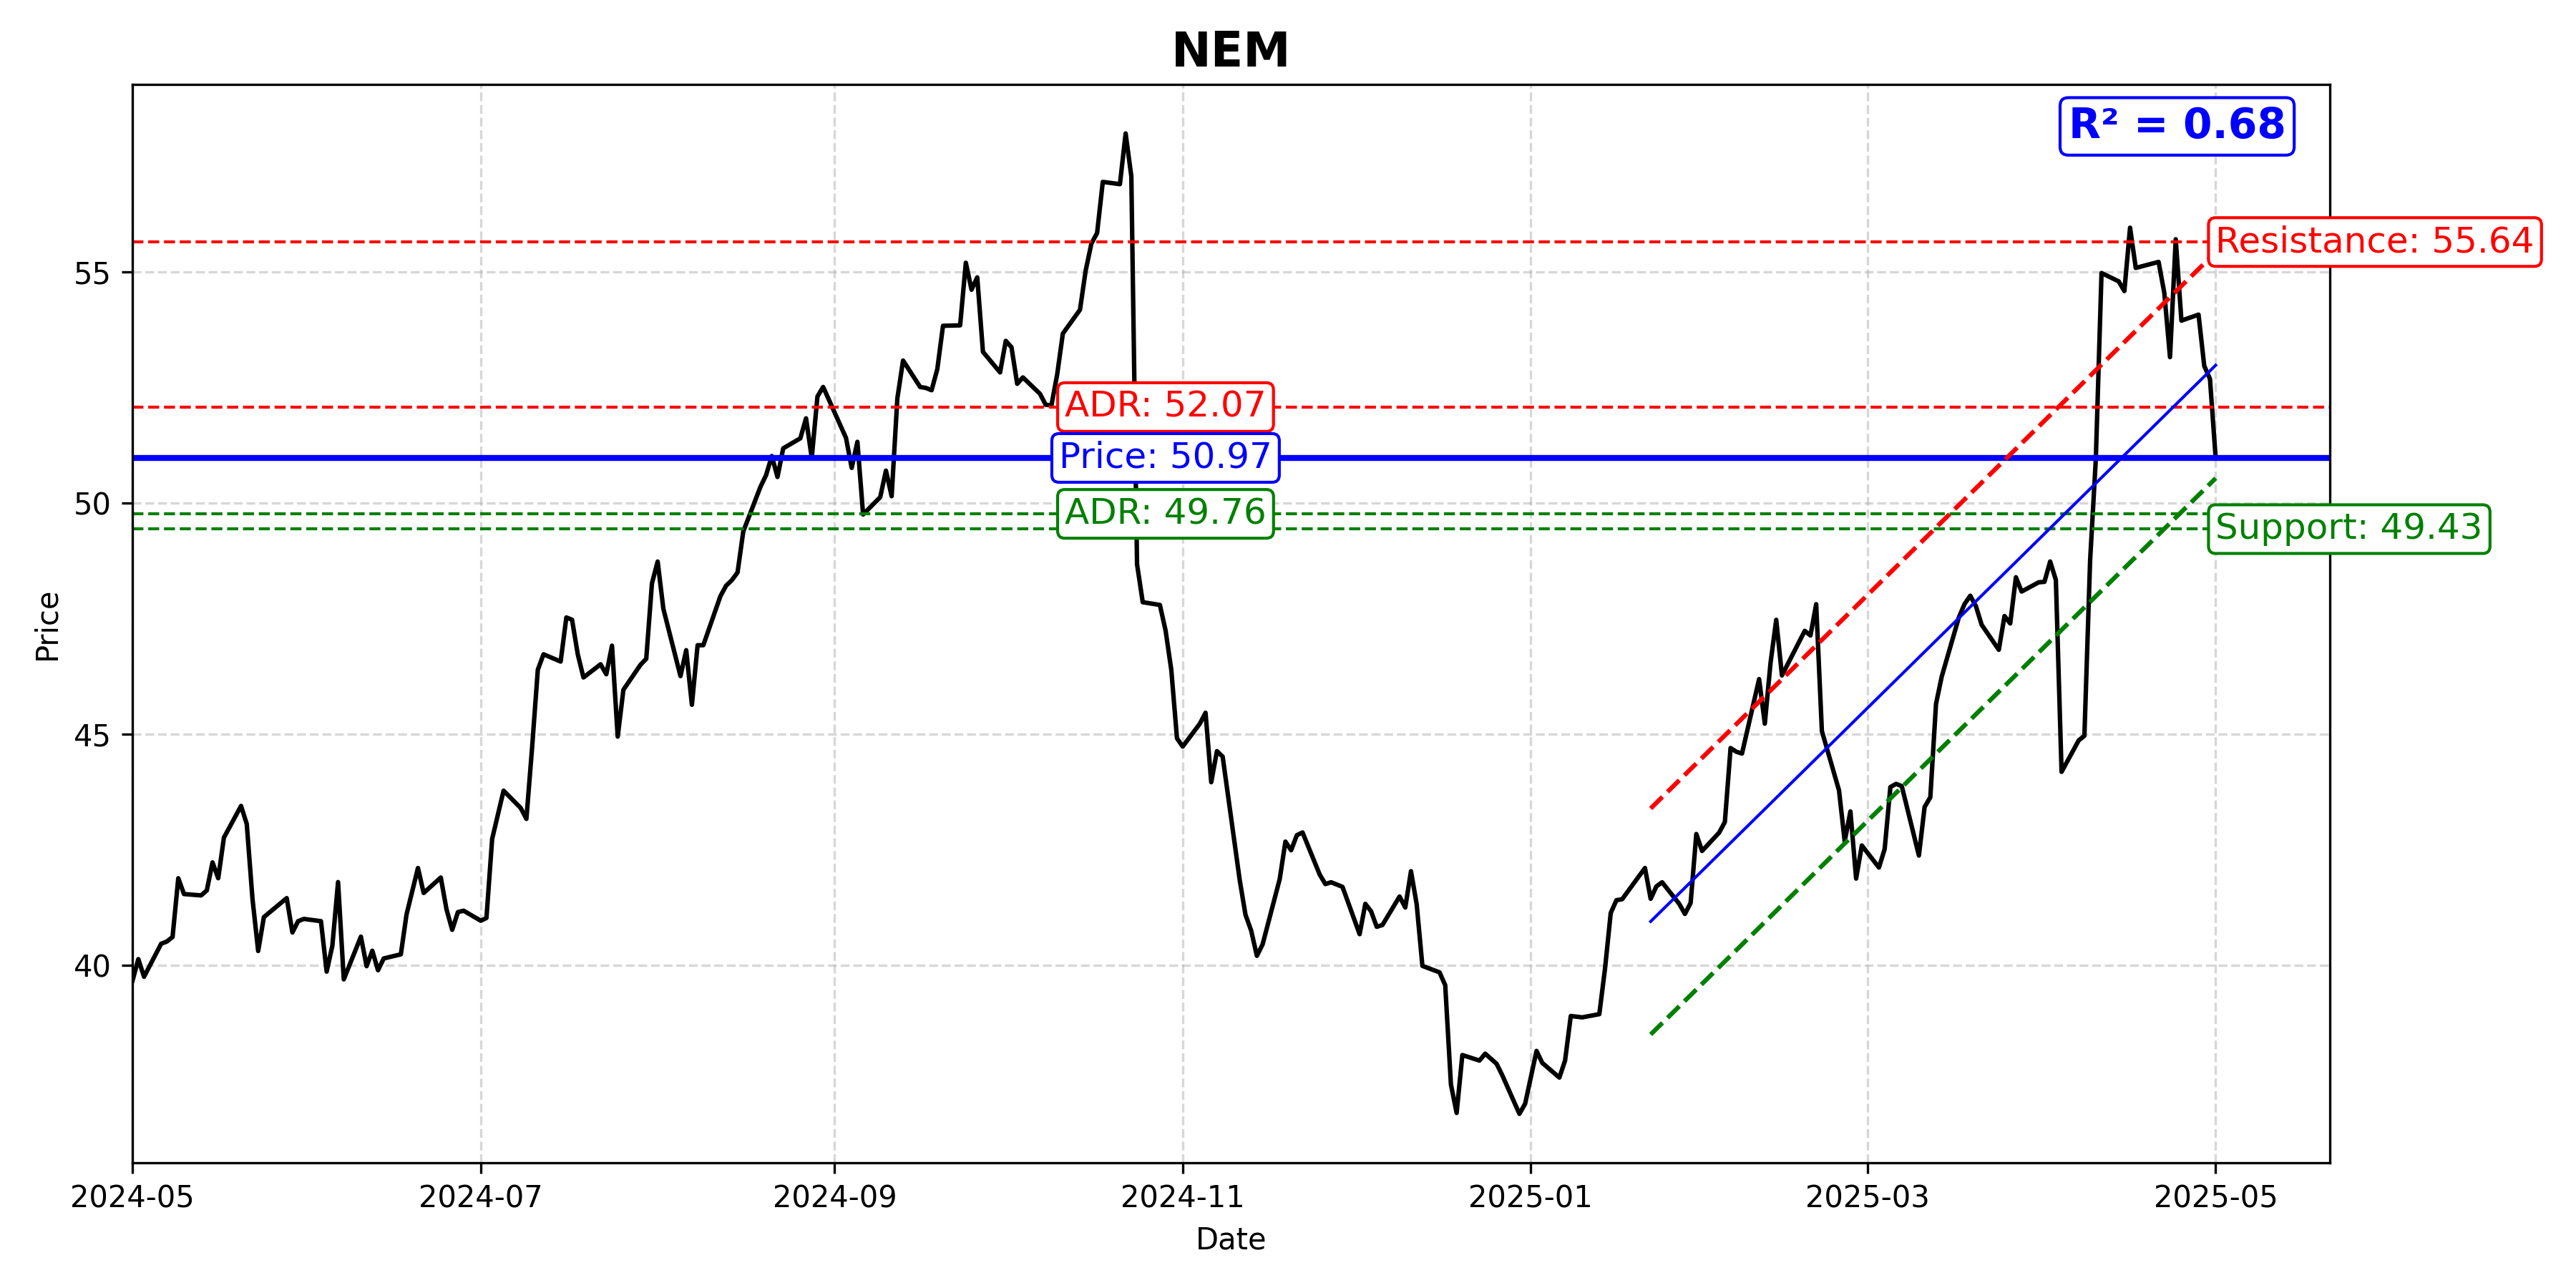 NEM
R² = 0.68
Resistance: 55.64
55
ADR: 52.07
Price: 50.97
50
ADR: 49.76
Support: 49.43
Price
45
40
2024-05 2024-07 2024-09 2024-11 2025-01 2025-03 2025-05
Date